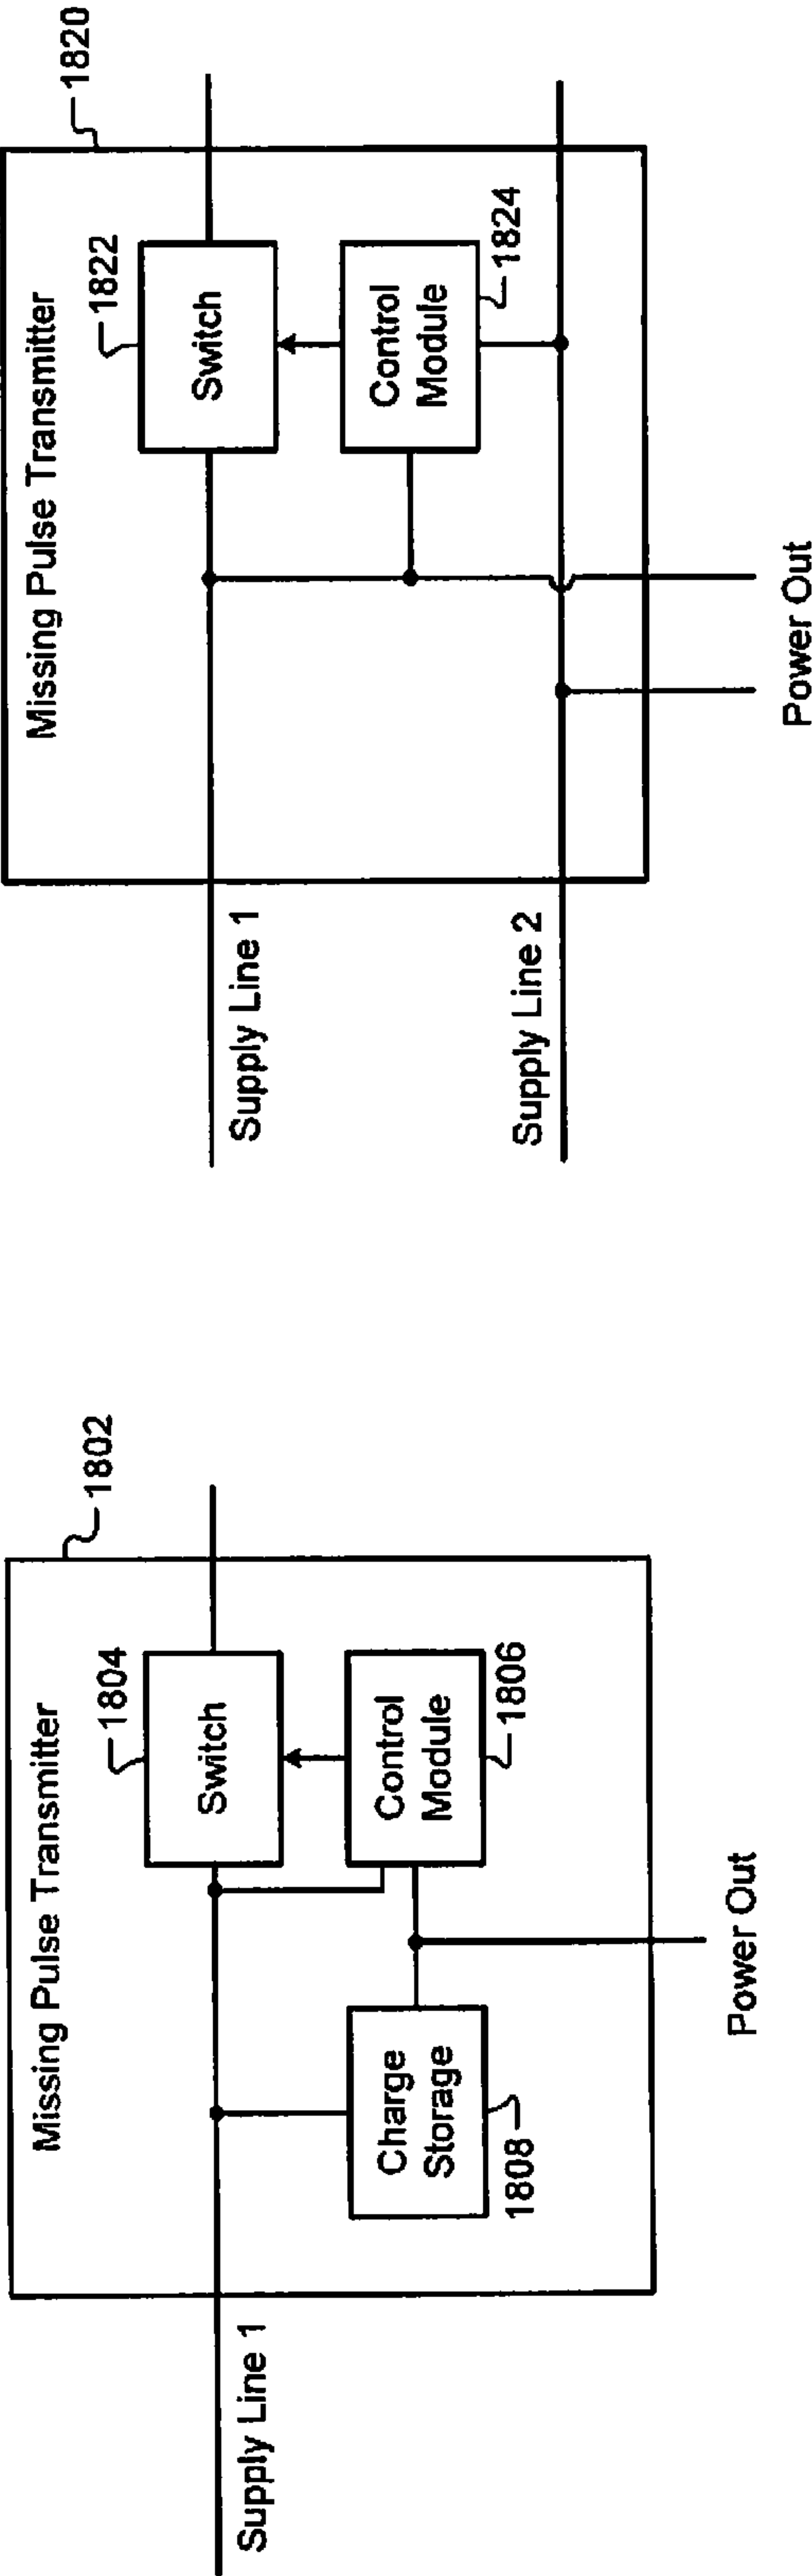 Missing Pulse Transmitter
1802
1804
Switch
Control
Module
1806
Charge
Storage
1808
Supply Line 1
Power Out
Missing Pulse Transmitter
1820
1822
Switch
Control
Module
1824
Supply Line 1
Supply Line 2
Power Out